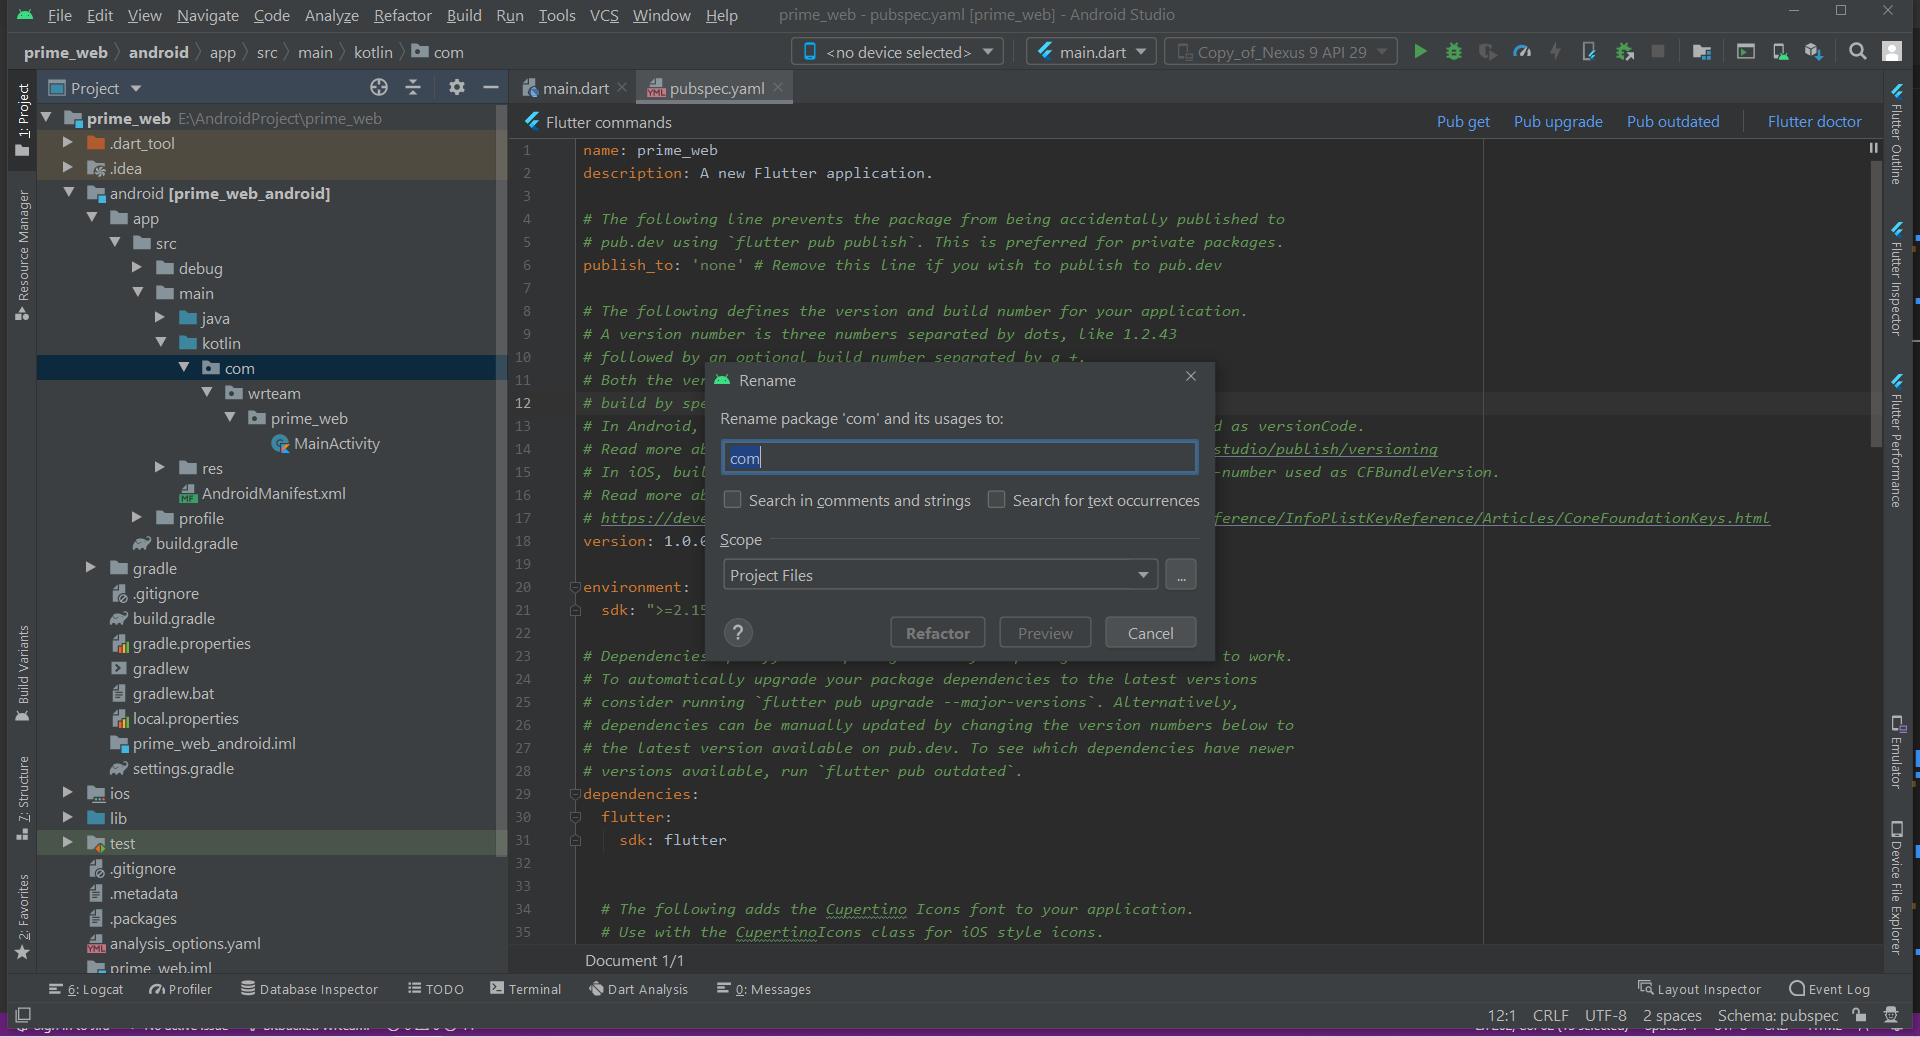 File Edit View Navigate Code Analyze Refactor Build Run Tools VCS Window Help prime_web - pubspec.yaml [prime_web] - Android Studio
prime_web android app src main kotlin com <no device selected> main.dart Copy_of_Nexus 9 API 29
Project
main.dart
pubspec.yaml
Flutter commands
Pub get Pub upgrade Pub outdated Flutter doctor
1: Project
Resource Manager
Build Variants
7: Structure
2: Favorites
prime_web E:\AndroidProject\prime_web
.dart_tool
.idea
android [prime_web_android]
app
src
debug
main
java
kotlin
com
wrteam
prime_web
MainActivity
res
AndroidManifest.xml
profile
build.gradle
gradle
.gitignore
build.gradle
gradle.properties
gradlew
gradlew.bat
local.properties
prime_web_android.iml
settings.gradle
ios
lib
test
.gitignore
.metadata
.packages
analysis_options.yaml
prime_web.iml
1 name: prime_web
2 description: A new Flutter application.
3
4 # The following line prevents the package from being accidentally published to
5 # pub.dev using `flutter pub publish`. This is preferred for private packages.
6 publish_to: 'none' # Remove this line if you wish to publish to pub.dev
7
8 # The following defines the version and build number for your application.
9 # A version number is three numbers separated by dots, like 1.2.43
10 # followed by an optional build number separated by a +.
11 # Both the ver
12 # build by spe
13 # In Android, d as versionCode.
14 # Read more ab studio/publish/versioning
15 # In iOS, buil -number used as CFBundleVersion.
16 # Read more ab
17 # https://deve ference/InfoPlistKeyReference/Articles/CoreFoundationKeys.html
18 version: 1.0.0
19
20 environment:
21 sdk: ">=2.15
22
23 # Dependencies to work.
24 # To automatically upgrade your package dependencies to the latest versions
25 # consider running `flutter pub upgrade --major-versions`. Alternatively,
26 # dependencies can be manually updated by changing the version numbers below to
27 # the latest version available on pub.dev. To see which dependencies have newer
28 # versions available, run `flutter pub outdated`.
29 dependencies:
30 flutter:
31 sdk: flutter
32
33
34 # The following adds the Cupertino Icons font to your application.
35 # Use with the CupertinoIcons class for iOS style icons.
Document 1/1
Rename
Rename package 'com' and its usages to:
com
Search in comments and strings Search for text occurrences
Scope
Project Files
...
? Refactor Preview Cancel
Flutter Outline
Flutter Inspector
Flutter Performance
Emulator
Device File Explorer
6: Logcat Profiler Database Inspector TODO Terminal Dart Analysis 0: Messages Layout Inspector Event Log
12:1 CRLF UTF-8 2 spaces Schema: pubspec